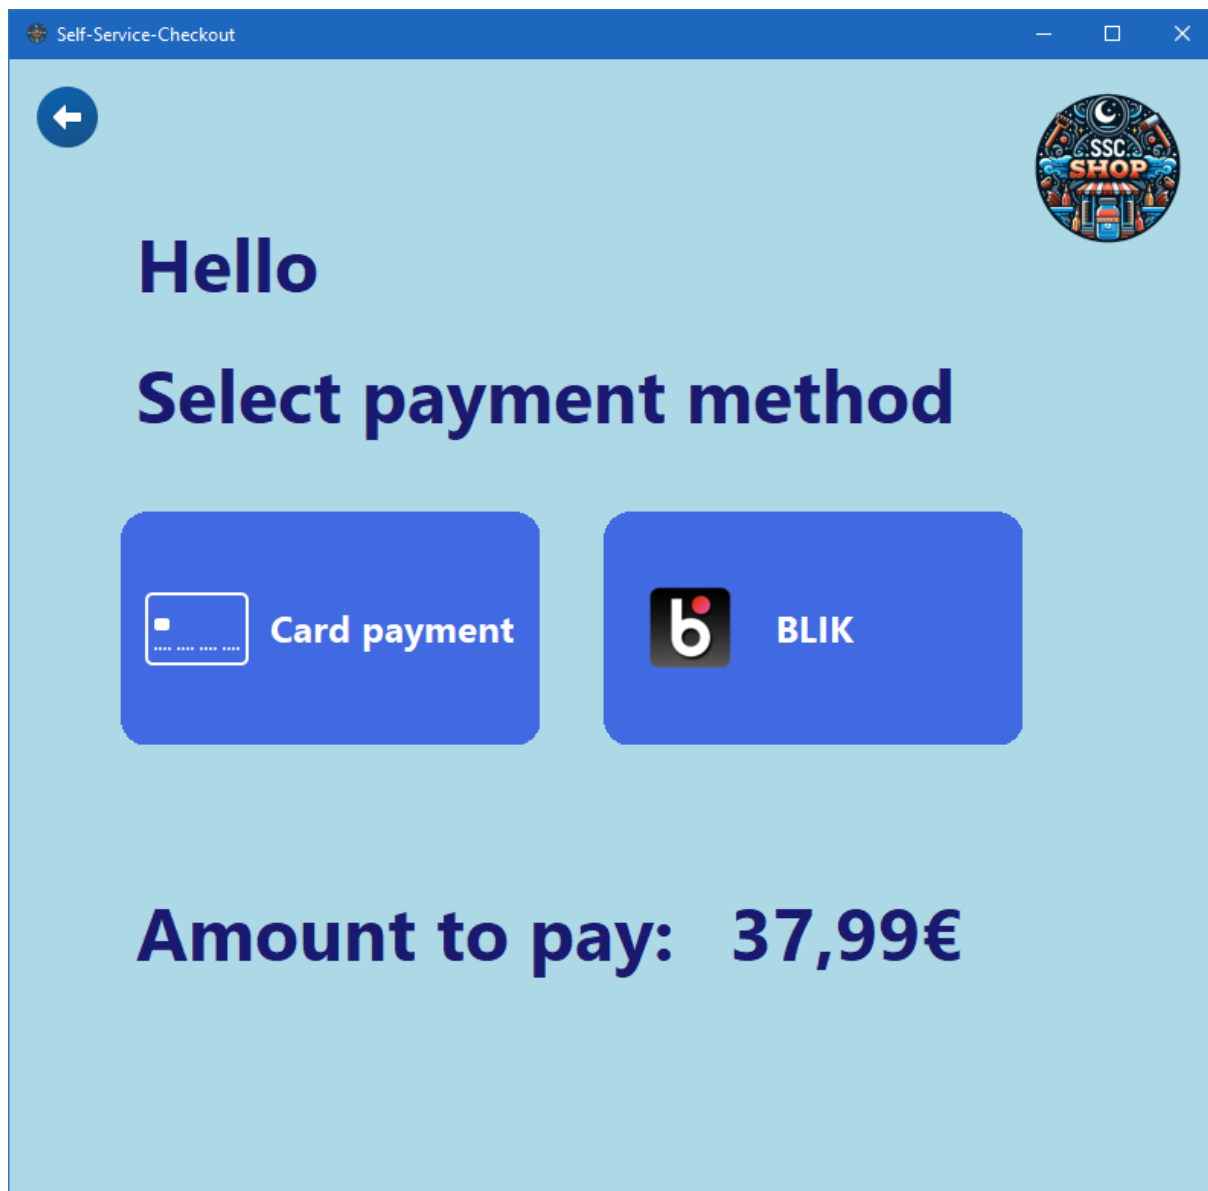 Self-Service-Checkout
SSC
SHOP
Hello
Select payment method
Card payment
b
BLIK
Amount to pay: 37,99€